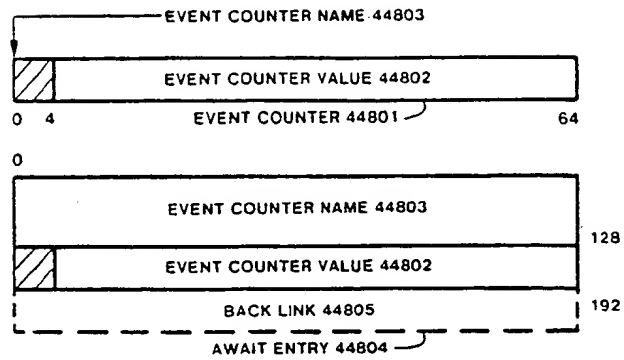 EVENT COUNTER NAME 44803
EVENT COUNTER VALUE 44802
0 4 EVENT COUNTER 44801 64
0
EVENT COUNTER NAME 44803
128
EVENT COUNTER VALUE 44802
BACK LINK 44805 192
AWAIT ENTRY 44804